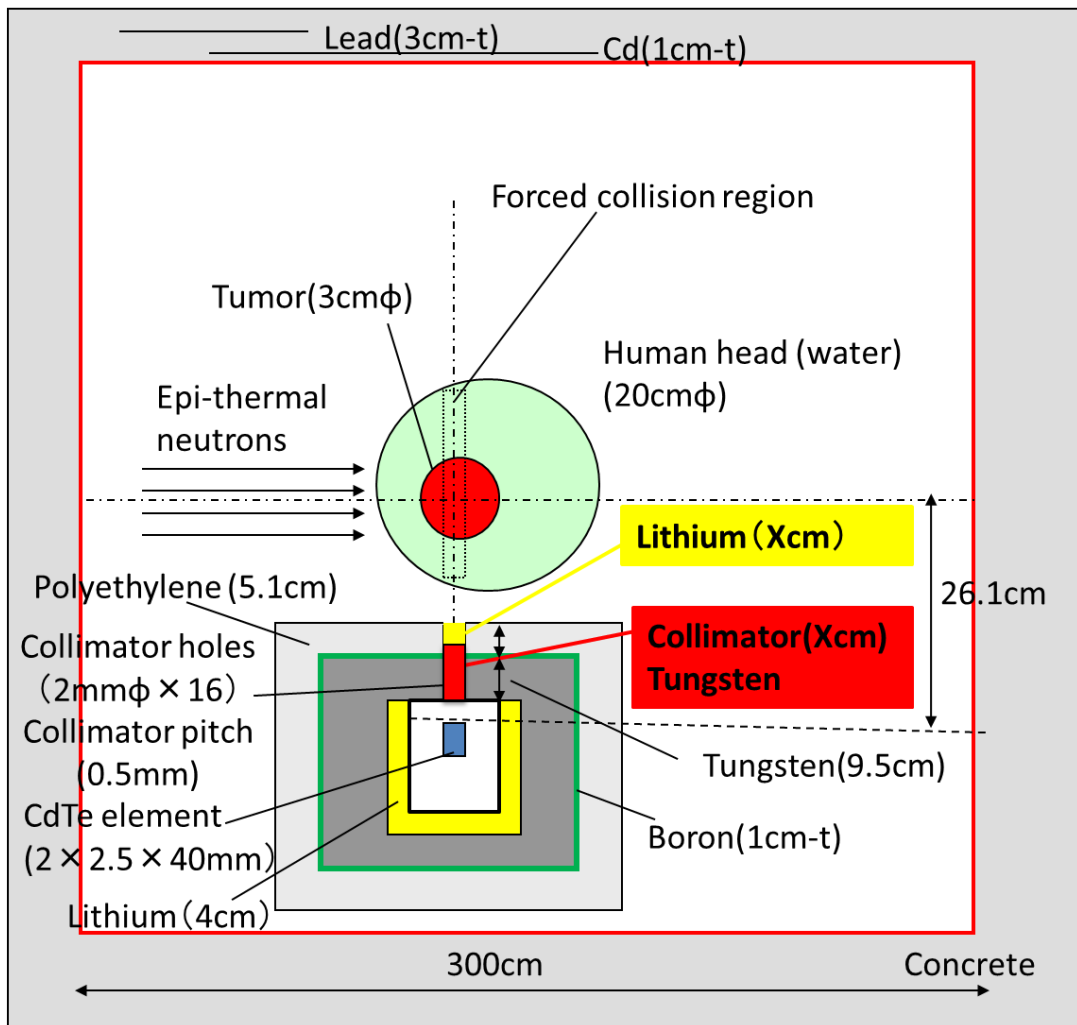 Lead(3cm-t)
Cd(1cm-t)
Forced collision region
Tumor(3cmϕ)
Human head (water)
(20cmϕ)
Epi-thermal
neutrons
Lithium（Xcm）
26.1cm
Polyethylene (5.1cm)
Collimator holes
（2mmϕ×16）
Collimator(Xcm)
Tungsten
Collimator pitch
(0.5mm)
Tungsten(9.5cm)
CdTe element
(2×2.5×40mm)
Boron(1cm-t)
Lithium（4cm）
300cm
Concrete